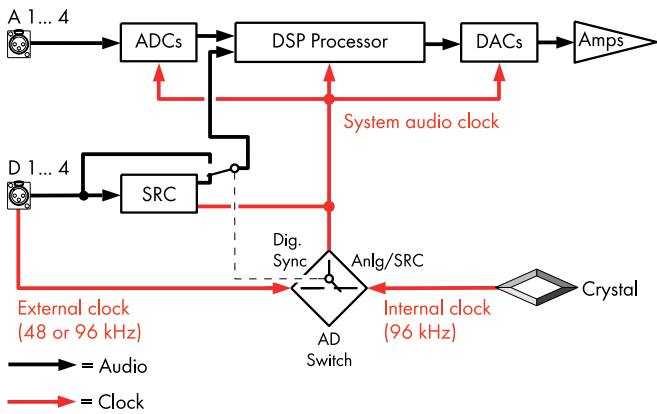 A 1... 4
ADCs
DSP Processor
DACs
Amps
System audio clock
D 1... 4
SRC
Dig.
Sync
Anlg/SRC
External clock
(48 or 96 kHz)
Internal clock
(96 kHz)
Crystal
AD
Switch
= Audio
= Clock